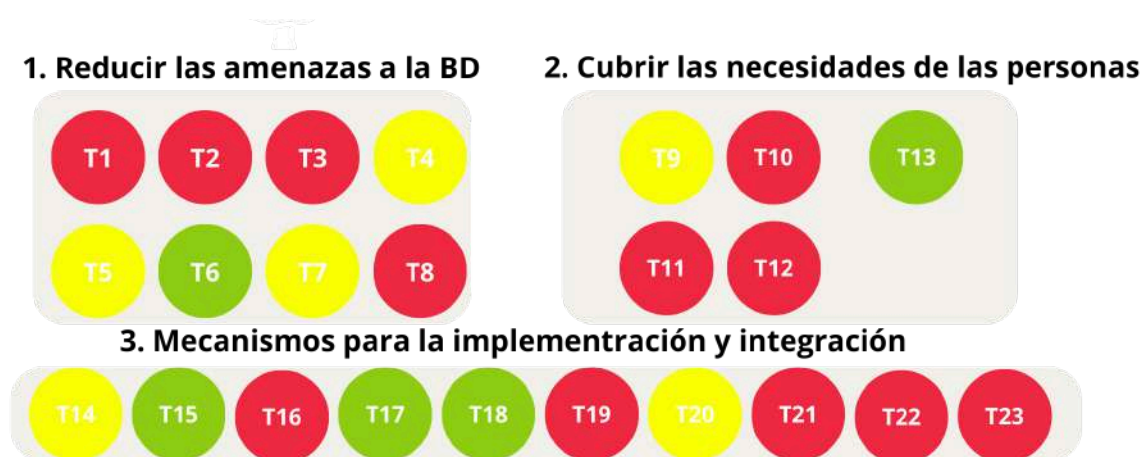 1. Reducir las amenazas a la BD
T1 T2 T3 T4
T5 T6 T7 T8
2. Cubrir las necesidades de las personas
T9 T10 T13
T11 T12
3. Mecanismos para la implementración y integración
T14 T15 T16 T17 T18 T19 T20 T21 T22 T23